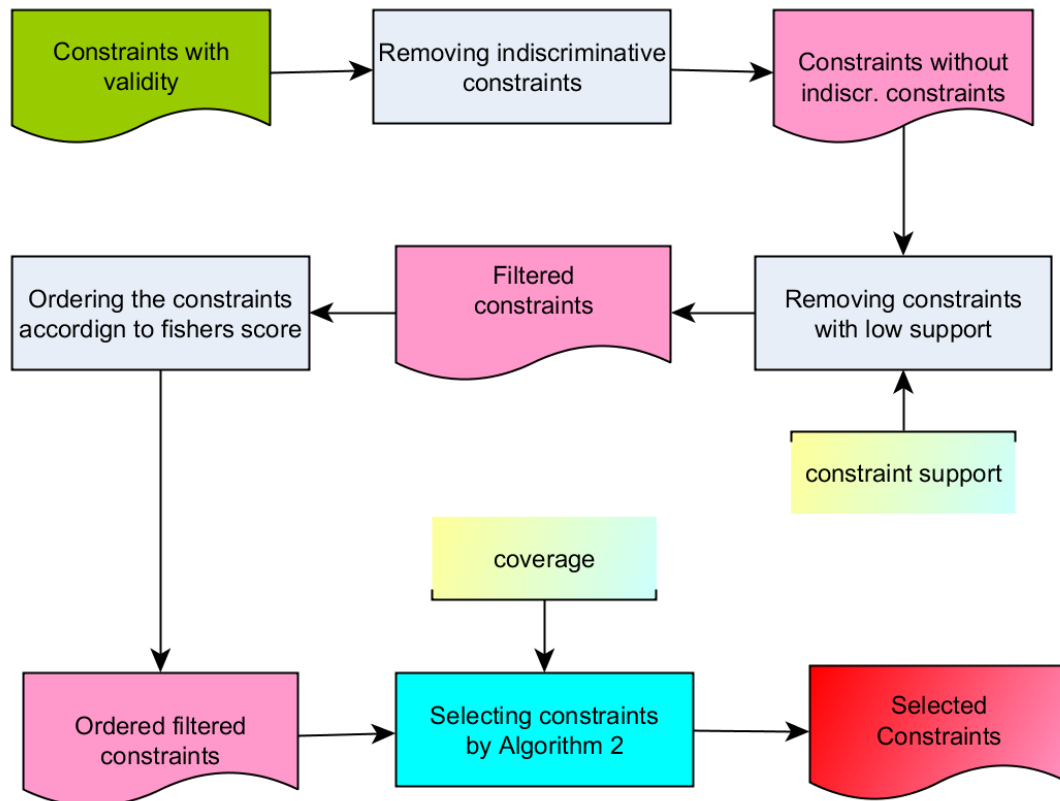 Constraints with
validity
Removing indiscriminative
constraints
Constraints without
indiscr. constraints
Ordering the constraints
accordign to fishers score
Filtered
constraints
Removing constraints
with low support
constraint support
coverage
Ordered filtered
constraints
Selecting constraints
by Algorithm 2
Selected
Constraints